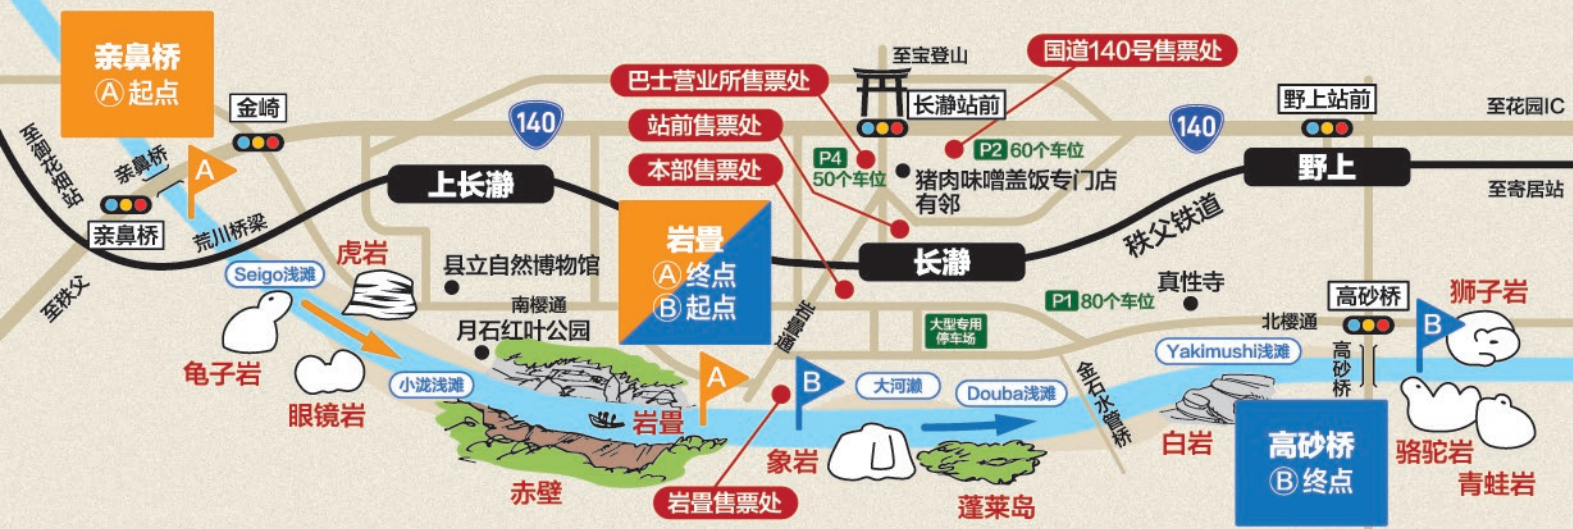 亲鼻桥
Ⓐ起点
金崎
至御花畑站
亲鼻桥
A
亲鼻桥
至秩父
荒川桥梁
140
上长瀞
巴士营业所售票处
站前售票处
本部售票处
至宝登山
国道140号售票处
长瀞站前
P4
50个车位
P2 60个车位
猪肉味噌盖饭专门店
有邻
140
野上站前
至花园IC
野上
至寄居站
秩父铁道
长瀞
岩畳
Ⓐ终点
Ⓑ起点
Seigo浅滩
虎岩
龟子岩
眼镜岩
县立自然博物馆
南樱通
月石红叶公园
小泷浅滩
岩畳
赤壁
A
岩畳通
B
岩畳售票处
象岩
大河濑
Douba浅滩
蓬莱岛
大型专用
停车场
P1 80个车位
真性寺
金石水管桥
北樱通
高砂桥
高砂桥
Yakimushi浅滩
白岩
高砂桥
Ⓑ终点
B
狮子岩
骆驼岩
青蛙岩